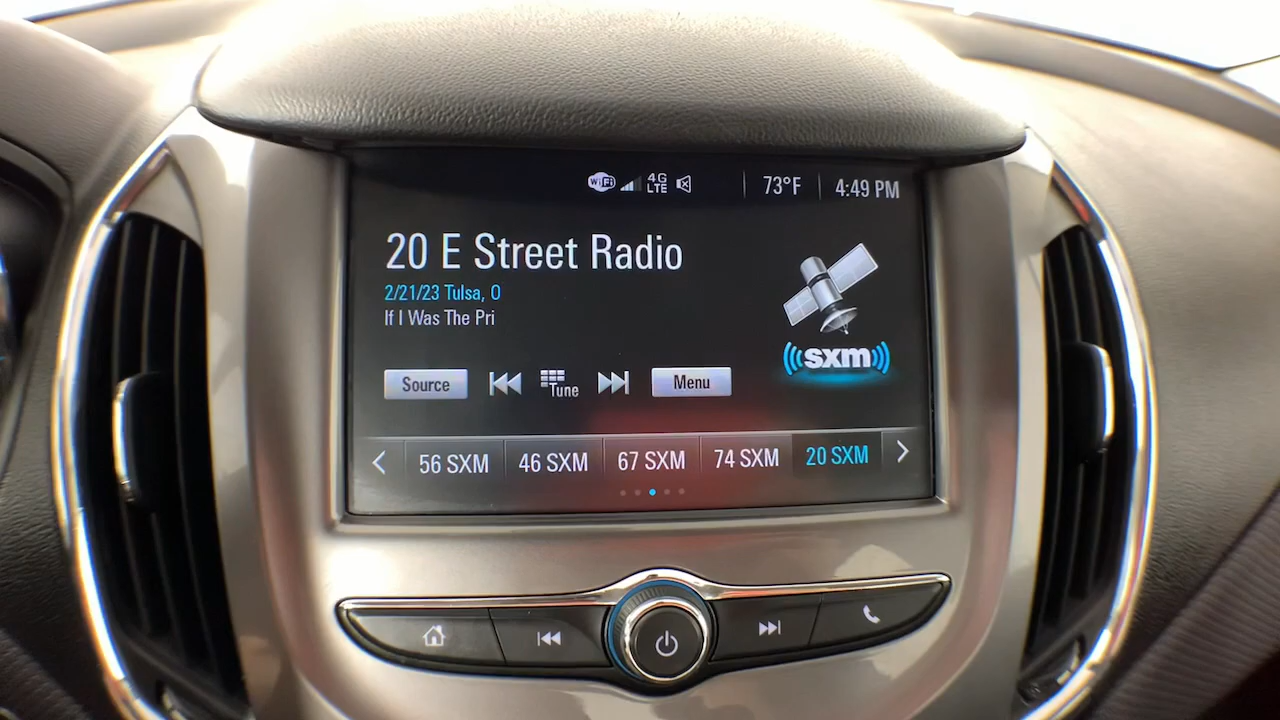 WiFi 4G LTE 73°F 4:49 PM
20 E Street Radio
2/21/23 Tulsa, O
If I Was The Pri
sxm
Source Tune Menu
56 SXM 46 SXM 67 SXM 74 SXM 20 SXM